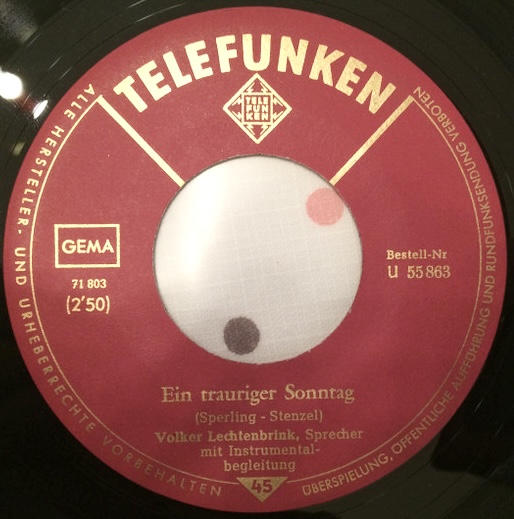 TELEFUNKEN
TELE
FUN
KEN
ALLE HERSTELLER- UND URHEBERRECHTE VORBEHALTEN
GEMA
71 803
(2'50)
Bestell-Nr
U 55 863
Ein trauriger Sonntag
(Sperling - Stenzel)
Volker Lechtenbrink, Sprecher
mit Instrumental-
begleitung
45
ÜBERSPIELUNG, ÖFFENTLICHE AUFFÜHRUNG UND RUNDFUNKSENDUNG VERBOTEN